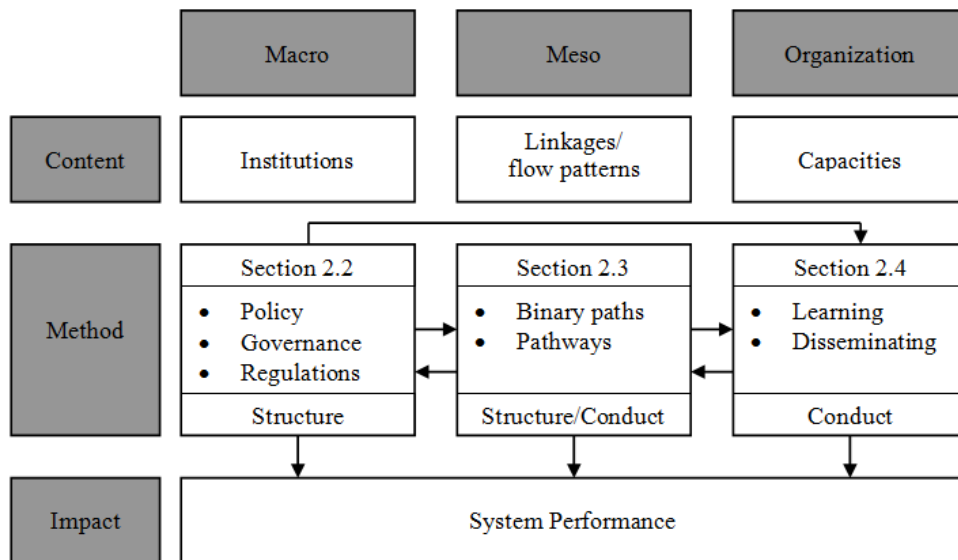 Macro
Meso
Organization
Content
Institutions
Linkages/
flow patterns
Capacities
Method
Section 2.2
• Policy
• Governance
• Regulations
Structure
Section 2.3
• Binary paths
• Pathways
Structure/Conduct
Section 2.4
• Learning
• Disseminating
Conduct
Impact
System Performance